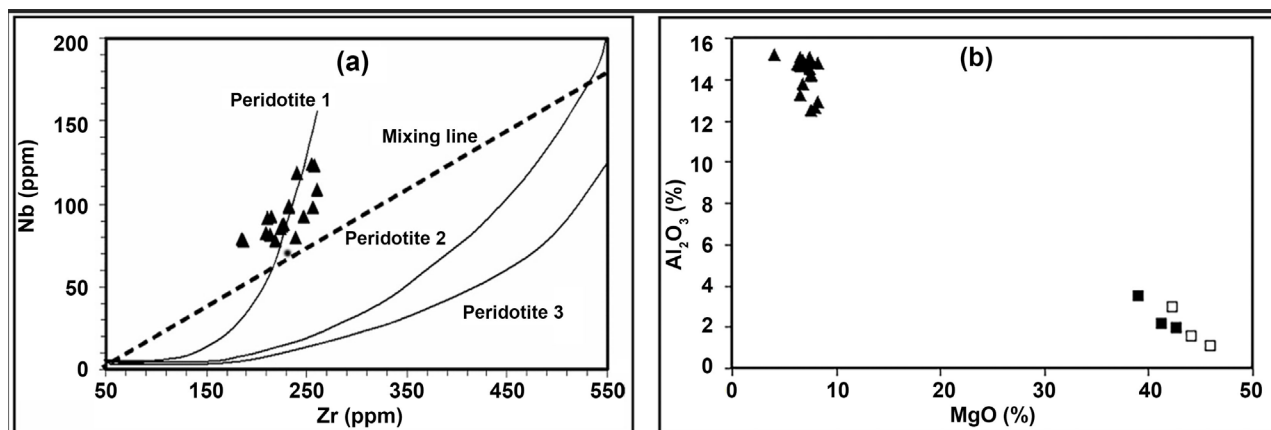 (a)
200
150
100
50
0
Nb (ppm)
Peridotite 1
Mixing line
Peridotite 2
Peridotite 3
50
150
250
350
450
550
Zr (ppm)
(b)
16
14
12
10
8
6
4
2
0
Al₂O₃ (%)
0
10
20
30
40
50
MgO (%)